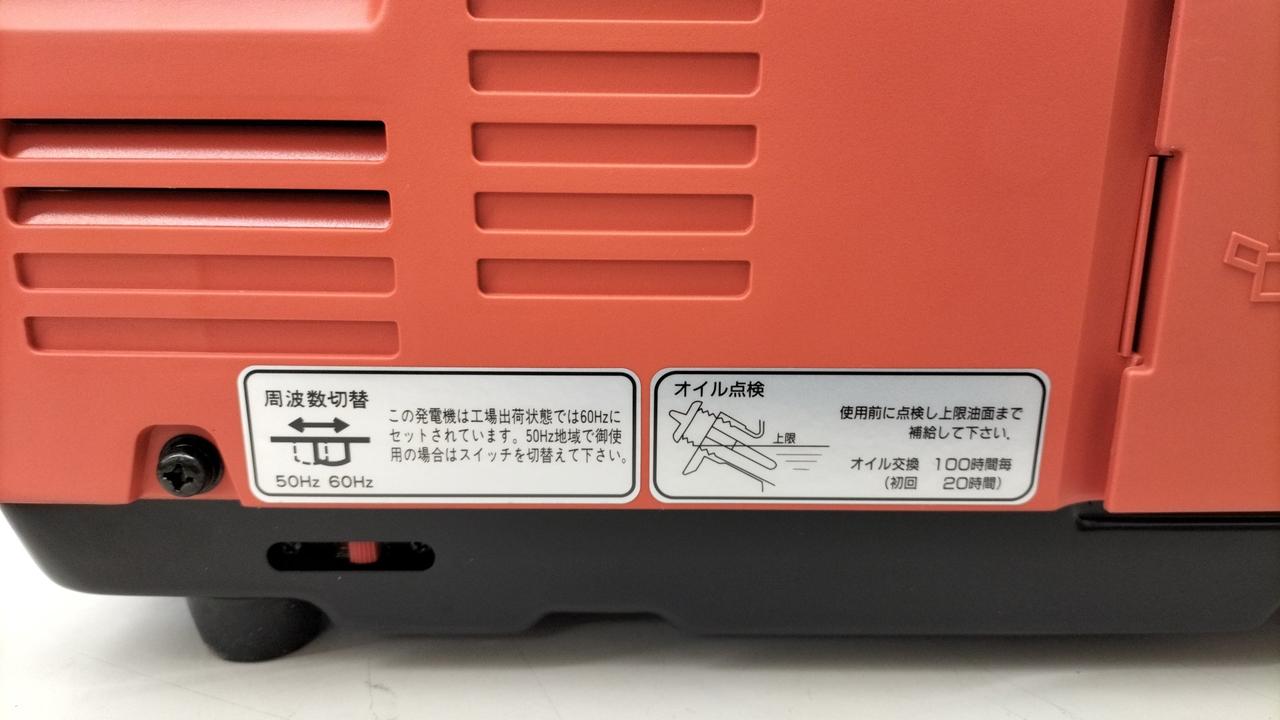 周波数切替
50Hz 60Hz
この発電機は工場出荷状態では60Hzに
セットされています。50Hz地域で御使
用の場合はスイッチを切替えて下さい。
オイル点検
上限
使用前に点検し上限油面まで
補給して下さい.
オイル交換 100時間毎
(初回 20時間)